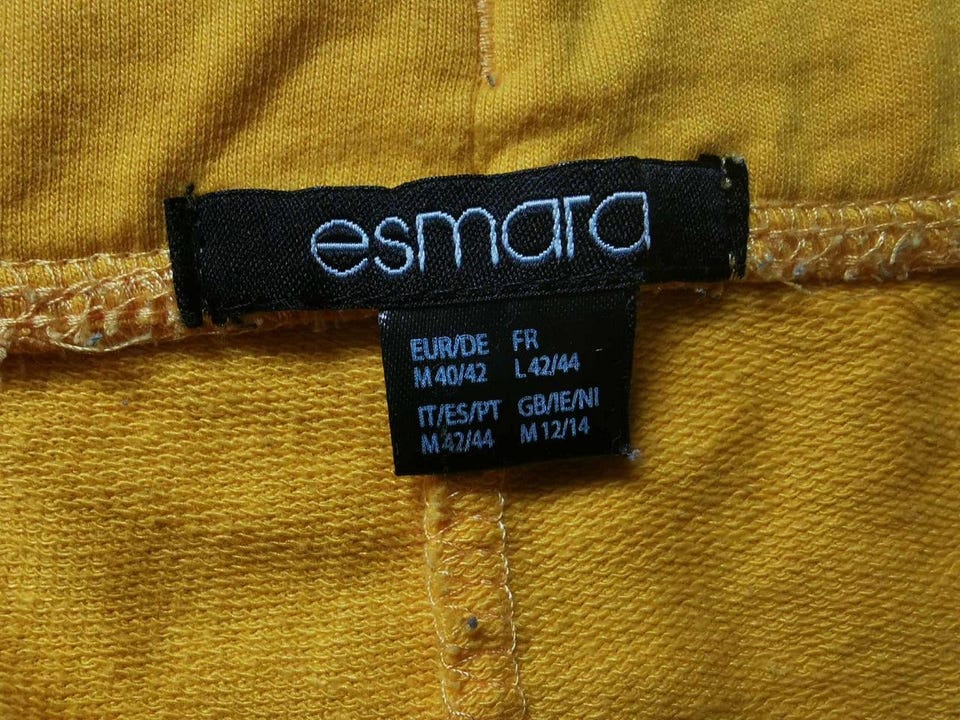 esmara
EUR/DE FR
M 40/42 L 42/44
IT/ES/PT GB/IE/NI
M 42/44 M 12/14